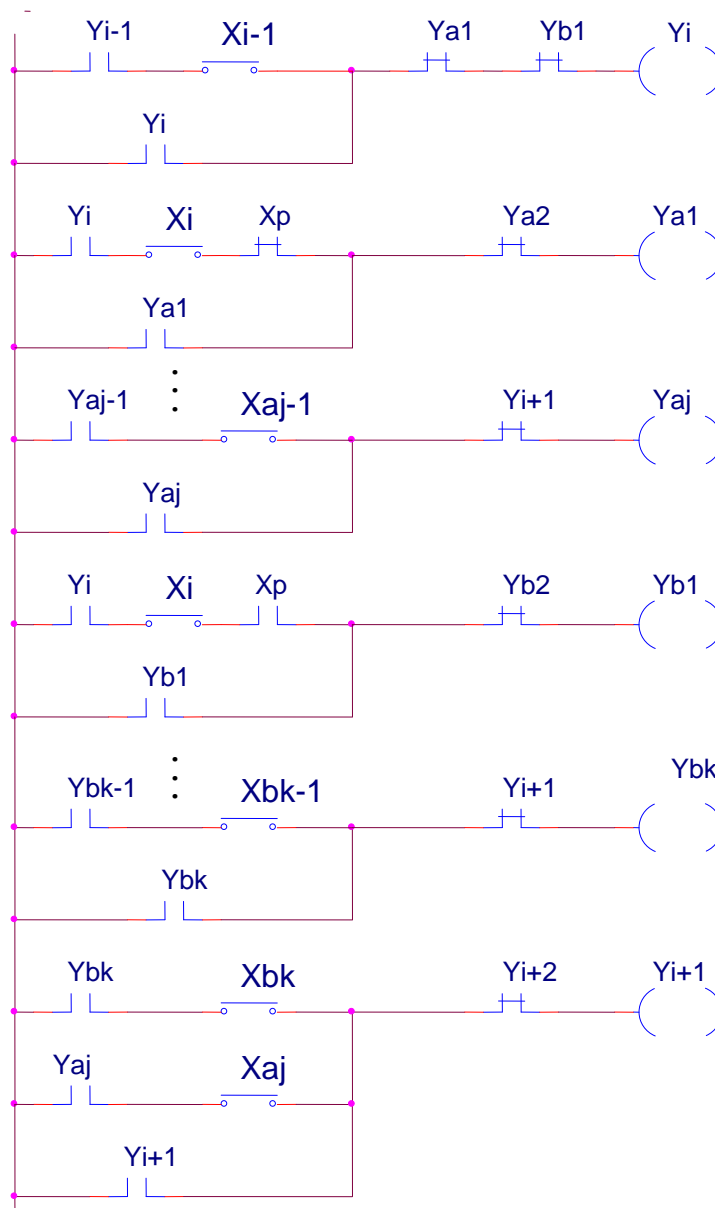 Yi-1 Xi-1 Ya1 Yb1 Yi
Yi
Yi Xi Xp Ya2 Ya1
Ya1
Yaj-1 Xaj-1 Yi+1 Yaj
Yaj
Yi Xi Xp Yb2 Yb1
Yb1
Ybk-1 Xbk-1 Yi+1 Ybk
Ybk
Ybk Xbk Yi+2 Yi+1
Yaj Xaj
Yi+1